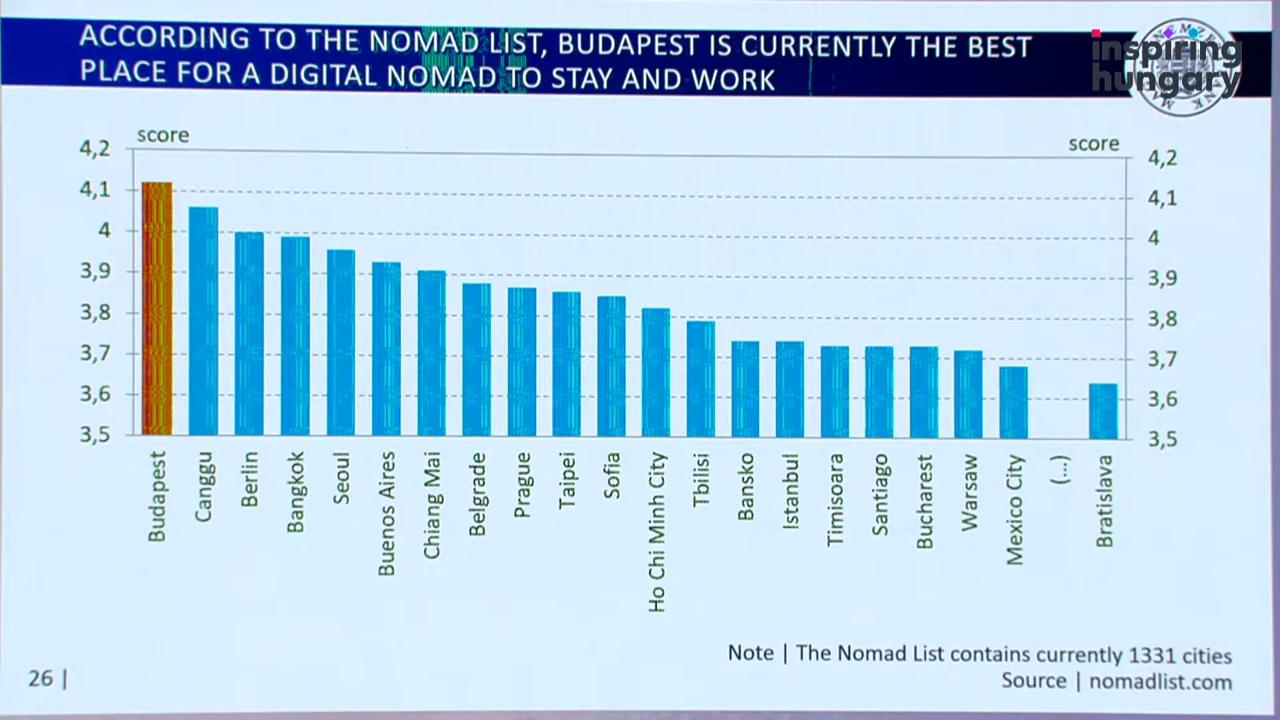 ACCORDING TO THE NOMAD LIST, BUDAPEST IS CURRENTLY THE BEST
PLACE FOR A DIGITAL NOMAD TO STAY AND WORK
inspiring
hungary
score
score
4,2
4,1
4
3,9
3,8
3,7
3,6
3,5
4,2
4,1
4
3,9
3,8
3,7
3,6
3,5
Budapest
Canggu
Berlin
Bangkok
Seoul
Buenos Aires
Chiang Mai
Belgrade
Prague
Taipei
Sofia
Ho Chi Minh City
Tbilisi
Bansko
Istanbul
Timisoara
Santiago
Bucharest
Warsaw
Mexico City
(...)
Bratislava
Note | The Nomad List contains currently 1331 cities
Source | nomadlist.com
26 |